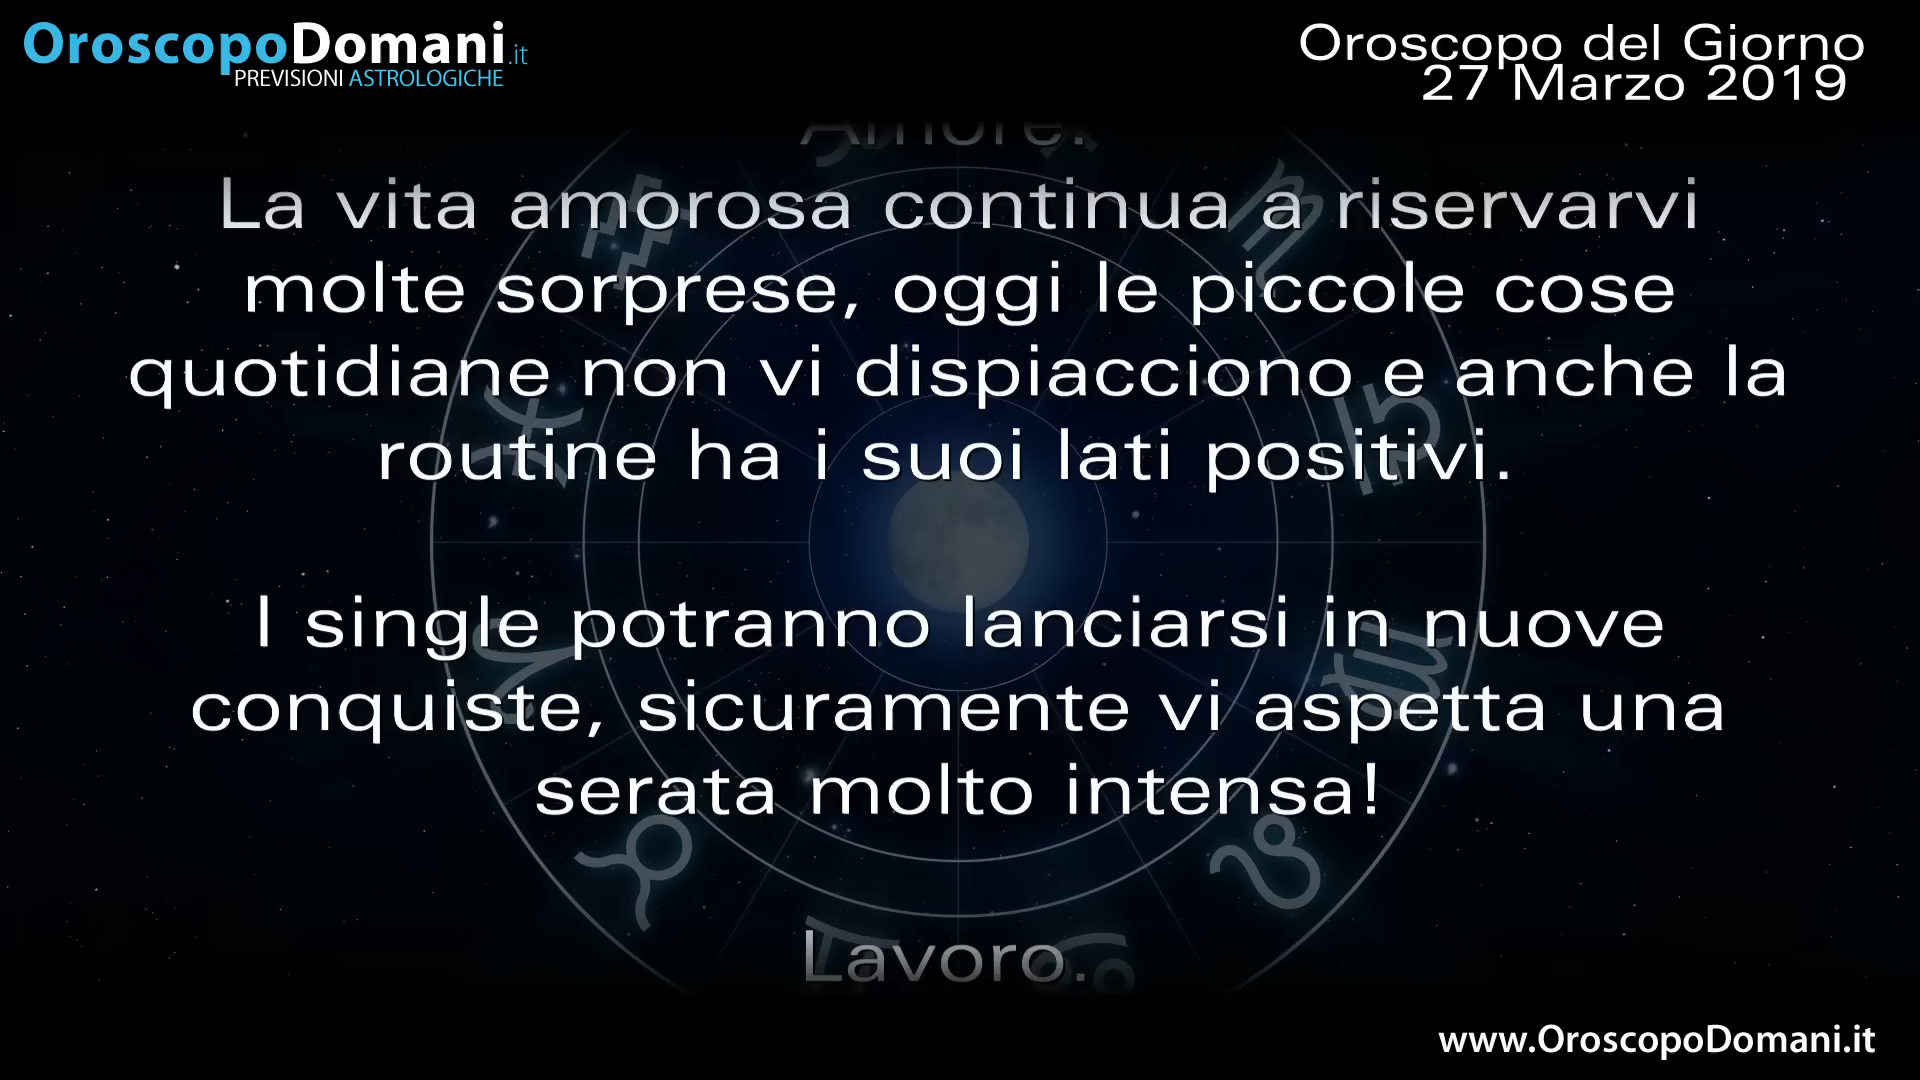 OroscopoDomani.it
PREVISIONI ASTROLOGICHE
Oroscopo del Giorno
27 Marzo 2019
Amore.
La vita amorosa continua a riservarvi
molte sorprese, oggi le piccole cose
quotidiane non vi dispiacciono e anche la
routine ha i suoi lati positivi.
I single potranno lanciarsi in nuove
conquiste, sicuramente vi aspetta una
serata molto intensa!
Lavoro.
www.OroscopoDomani.it